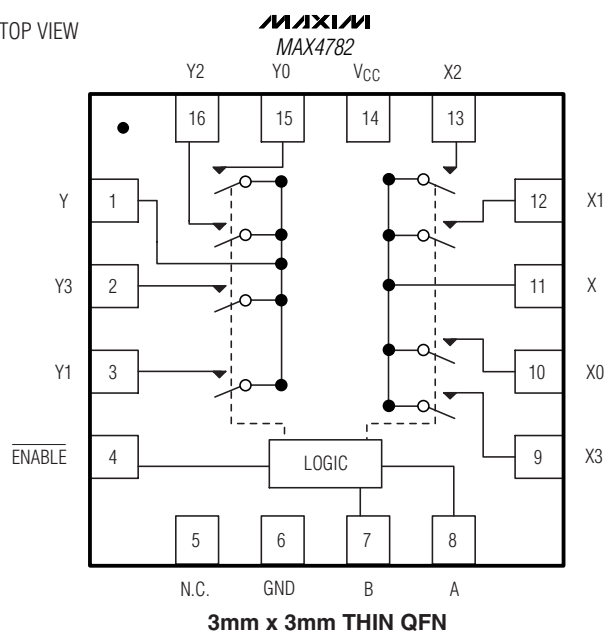 TOP VIEW
MAXIM
MAX4782
Y2 Y0 VCC X2
16 15 14 13
Y 1 12 X1
Y3 2 11 X
Y1 3 10 X0
ENABLE 4 LOGIC 9 X3
5 6 7 8
N.C. GND B A
3mm x 3mm THIN QFN